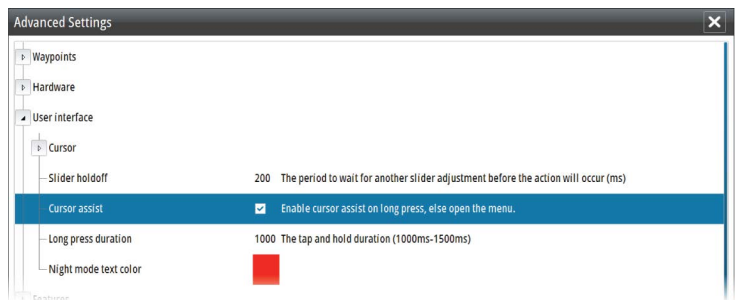 Advanced Settings
Waypoints
Hardware
User interface
Cursor
Slider holdoff 200 The period to wait for another slider adjustment before the action will occur (ms)
Cursor assist Enable cursor assist on long press, else open the menu.
Long press duration 1000 The tap and hold duration (1000ms-1500ms)
Night mode text color
Features